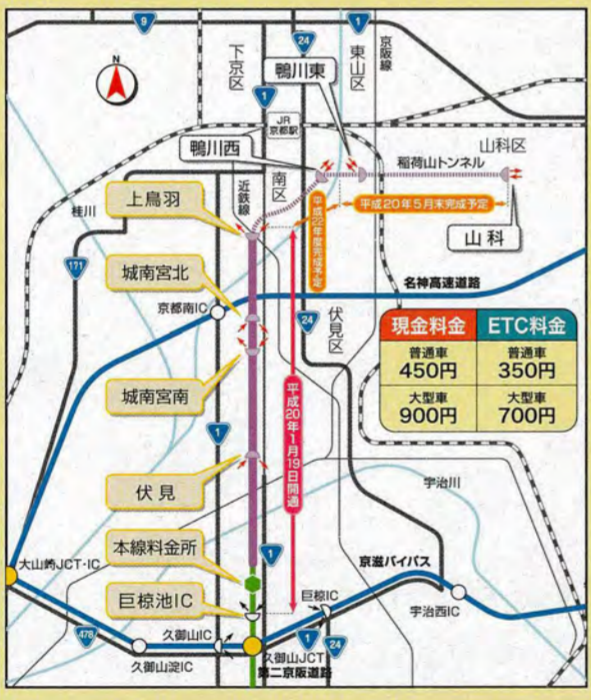 9
1
24
N
下京区
東山区
京阪線
鴨川東
1
JR
京都駅
鴨川西
山科区
稲荷山トンネル
近鉄線
南区
上鳥羽
平成22年度完成予定
平成20年5月末完成予定
山科
桂川
171
城南宮北
名神高速道路
京都南IC
24
伏見区
現金料金
ETC料金
普通車
450円
普通車
350円
大型車
900円
大型車
700円
城南宮南
平成20年1月19日開通
1
伏見
宇治川
本線料金所
1
大山崎JCT・IC
京滋バイパス
巨椋池IC
巨椋IC
宇治西IC
478
久御山IC
1
24
久御山淀IC
久御山JCT
第二京阪道路